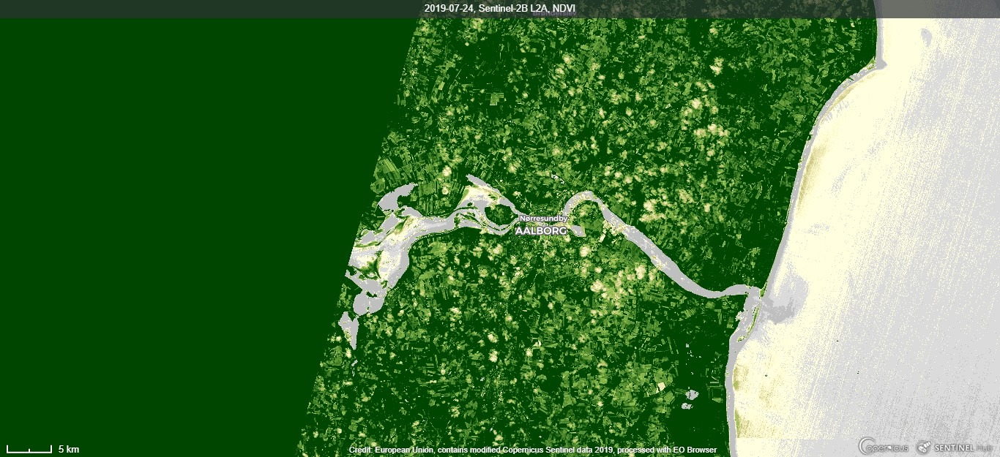 2019-07-24, Sentinel-2B L2A, NDVI
Brønderslev
Nørresundby
AALBORG
5 km
Credit: European Union, contains modified Copernicus Sentinel data 2019, processed with EO Browser
Copernicus
SENTINEL Hub